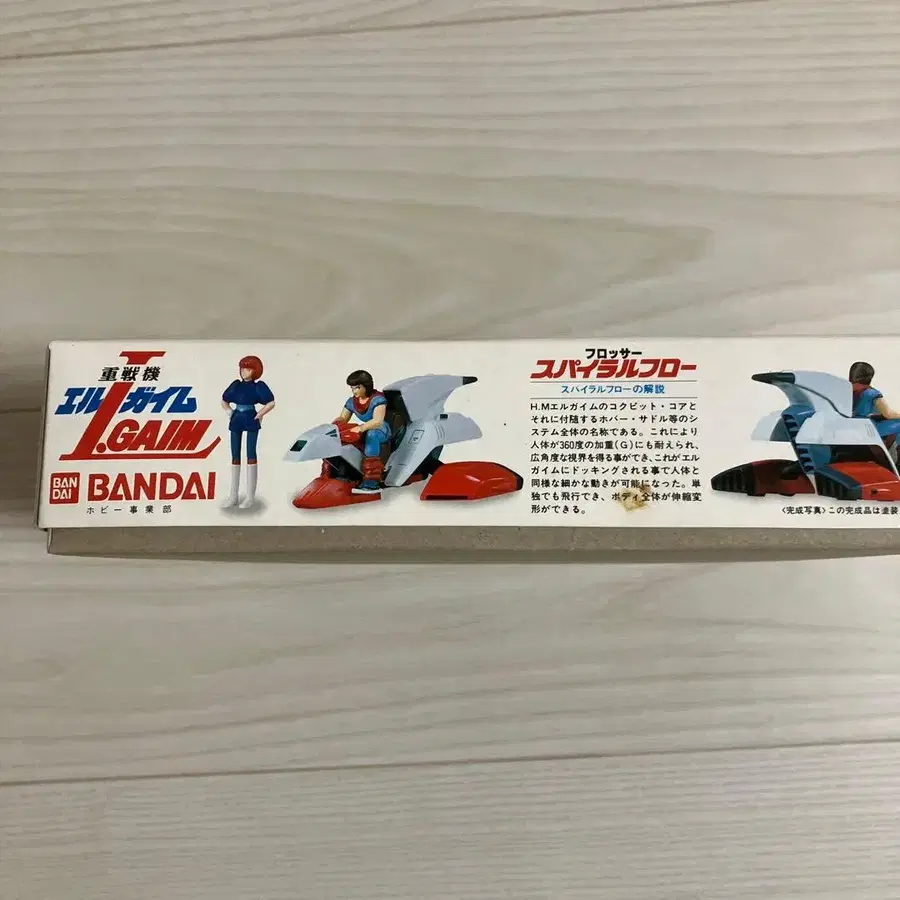 重戦機
エルガイム
L.GAIM
BAN
DAI
BANDAI
ホビー事業部
フロッサー
スパイラルフロー
スパイラルフローの解説
H.Mエルガイムのコクピット・コアと
それに付随するホバー・サドル等のシ
ステム全体の名称である。これにより
人体が360度の加重(G)にも耐えられ、
広角度な視界を得る事ができ、これがエル
ガイムにドッキングされる事で人体と
同様な細かな動きが可能になった。単
独でも飛行でき、ボディ全体が伸縮変
形ができる。
〈完成写真〉この完成品は塗装